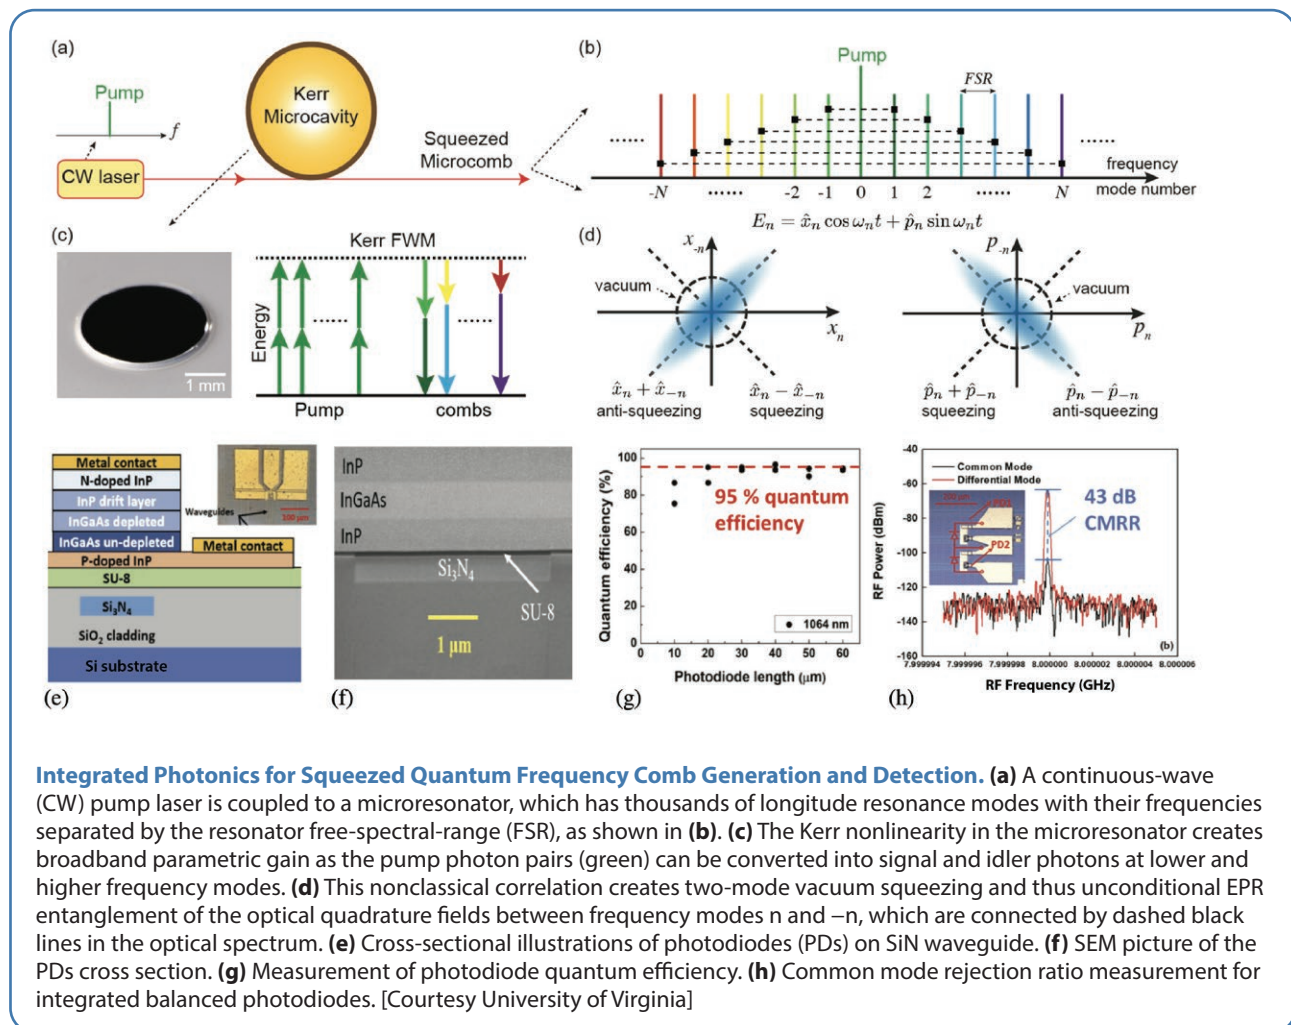 (a)
Pump
f
CW laser
Kerr
Microcavity
Squeezed
Microcomb
(b)
Pump
FSR
......
......
-N
......
-2
-1
0
1
2
......
N
frequency
mode number
Eₙ = x̂ₙ cos ωₙt + p̂ₙ sin ωₙt
(c)
1 mm
Kerr FWM
Energy
......
......
Pump
combs
(d)
x₋ₙ
vacuum
xₙ
x̂ₙ + x̂₋ₙ
anti-squeezing
x̂ₙ − x̂₋ₙ
squeezing
p₋ₙ
vacuum
pₙ
p̂ₙ + p̂₋ₙ
squeezing
p̂ₙ − p̂₋ₙ
anti-squeezing
Metal contact
N-doped InP
InP drift layer
InGaAs depleted
InGaAs un-depleted
P-doped InP
Metal contact
SU-8
Si₃N₄
SiO₂ cladding
Si substrate
Waveguides
100 μm
(e)
InP
InGaAs
InP
Si₃N₄
SU-8
1 μm
(f)
Quantum efficiency (%)
100
80
60
40
20
0
95 % quantum
efficiency
1064 nm
0 10 20 30 40 50 60
Photodiode length (μm)
(g)
RF Power (dBm)
-40
-60
-80
-100
-120
-140
-160
Common Mode
Differential Mode
PD2
43 dB
CMRR
(b)
7.999994 7.999996 7.999998 8.000000 8.000002 8.000004 8.000006
RF Frequency (GHz)
(h)
Integrated Photonics for Squeezed Quantum Frequency Comb Generation and Detection. (a) A continuous-wave
(CW) pump laser is coupled to a microresonator, which has thousands of longitude resonance modes with their frequencies
separated by the resonator free-spectral-range (FSR), as shown in (b). (c) The Kerr nonlinearity in the microresonator creates
broadband parametric gain as the pump photon pairs (green) can be converted into signal and idler photons at lower and
higher frequency modes. (d) This nonclassical correlation creates two-mode vacuum squeezing and thus unconditional EPR
entanglement of the optical quadrature fields between frequency modes n and −n, which are connected by dashed black
lines in the optical spectrum. (e) Cross-sectional illustrations of photodiodes (PDs) on SiN waveguide. (f) SEM picture of the
PDs cross section. (g) Measurement of photodiode quantum efficiency. (h) Common mode rejection ratio measurement for
integrated balanced photodiodes. [Courtesy University of Virginia]